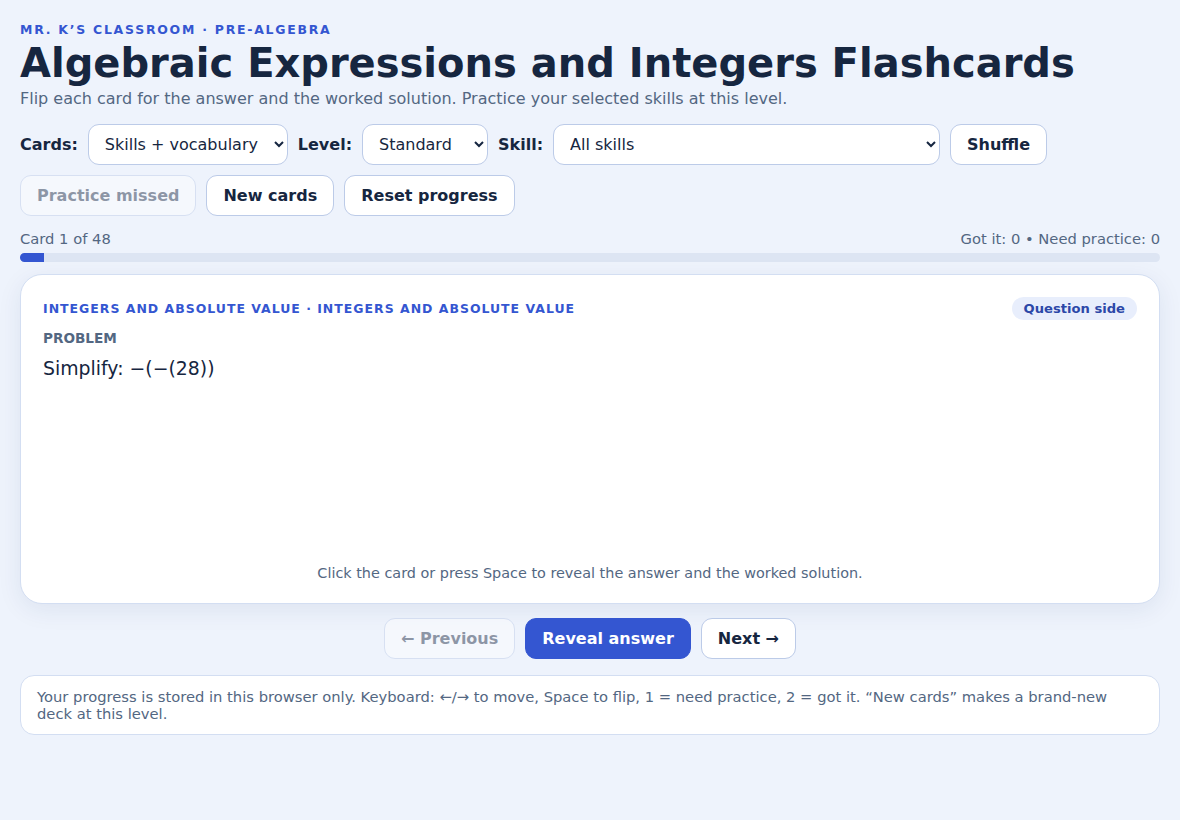 MR. K’S CLASSROOM · PRE-ALGEBRA
Algebraic Expressions and Integers Flashcards
Flip each card for the answer and the worked solution. Practice your selected skills at this level.
Cards: Skills + vocabulary Level: Standard Skill: All skills Shuffle
Practice missed New cards Reset progress
Card 1 of 48 Got it: 0 • Need practice: 0
INTEGERS AND ABSOLUTE VALUE · INTEGERS AND ABSOLUTE VALUE Question side
PROBLEM
Simplify: −(−(28))
Click the card or press Space to reveal the answer and the worked solution.
← Previous Reveal answer Next →
Your progress is stored in this browser only. Keyboard: ←/→ to move, Space to flip, 1 = need practice, 2 = got it. “New cards” makes a brand-new
deck at this level.